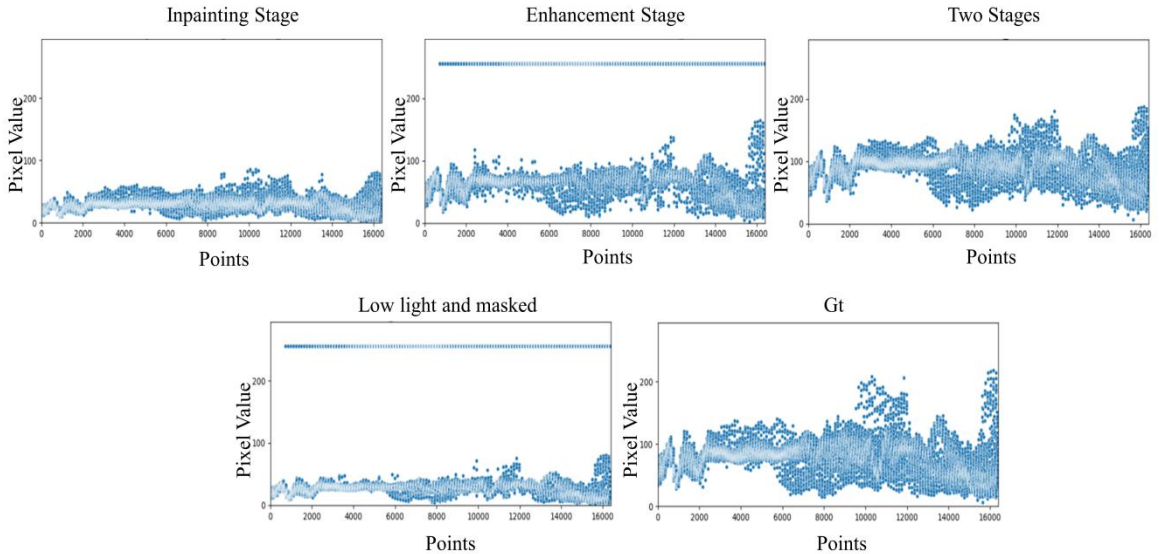 Inpainting Stage
Pixel Value
200
100
0
0 2000 4000 6000 8000 10000 12000 14000 16000
Points
Enhancement Stage
Pixel Value
200
100
0
0 2000 4000 6000 8000 10000 12000 14000 16000
Points
Two Stages
Pixel Value
200
100
0
0 2000 4000 6000 8000 10000 12000 14000 16000
Points
Low light and masked
Pixel Value
200
100
0
0 2000 4000 6000 8000 10000 12000 14000 16000
Points
Gt
Pixel Value
200
100
0
0 2000 4000 6000 8000 10000 12000 14000 16000
Points